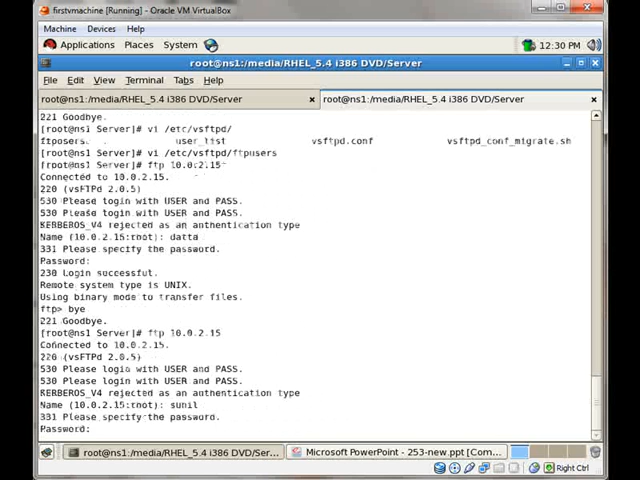 firstvmachine [Running] - Oracle VM VirtualBox
Machine Devices Help
Applications Places System 12:30 PM
root@ns1:/media/RHEL_5.4 i386 DVD/Server
File Edit View Terminal Tabs Help
root@ns1:/media/RHEL_5.4 i386 DVD/Server root@ns1:/media/RHEL_5.4 i386 DVD/Server
221 Goodbye.
[root@ns1 Server]# vi /etc/vsftpd/
ftpusers user_list vsftpd.conf vsftpd_conf_migrate.sh
[root@ns1 Server]# vi /etc/vsftpd/ftpusers
[root@ns1 Server]# ftp 10.0.2.15
Connected to 10.0.2.15.
220 (vsFTPd 2.0.5)
530 Please login with USER and PASS.
530 Please login with USER and PASS.
KERBEROS_V4 rejected as an authentication type
Name (10.0.2.15:root): datta
331 Please specify the password.
Password:
230 Login successful.
Remote system type is UNIX.
Using binary mode to transfer files.
ftp> bye
221 Goodbye.
[root@ns1 Server]# ftp 10.0.2.15
Connected to 10.0.2.15.
220 (vsFTPd 2.0.5)
530 Please login with USER and PASS.
530 Please login with USER and PASS.
KERBEROS_V4 rejected as an authentication type
Name (10.0.2.15:root): sunil
331 Please specify the password.
Password:
root@ns1:/media/RHEL_5.4 i386 DVD/Ser... Microsoft PowerPoint - 253-new.ppt [Com...
Right Ctrl